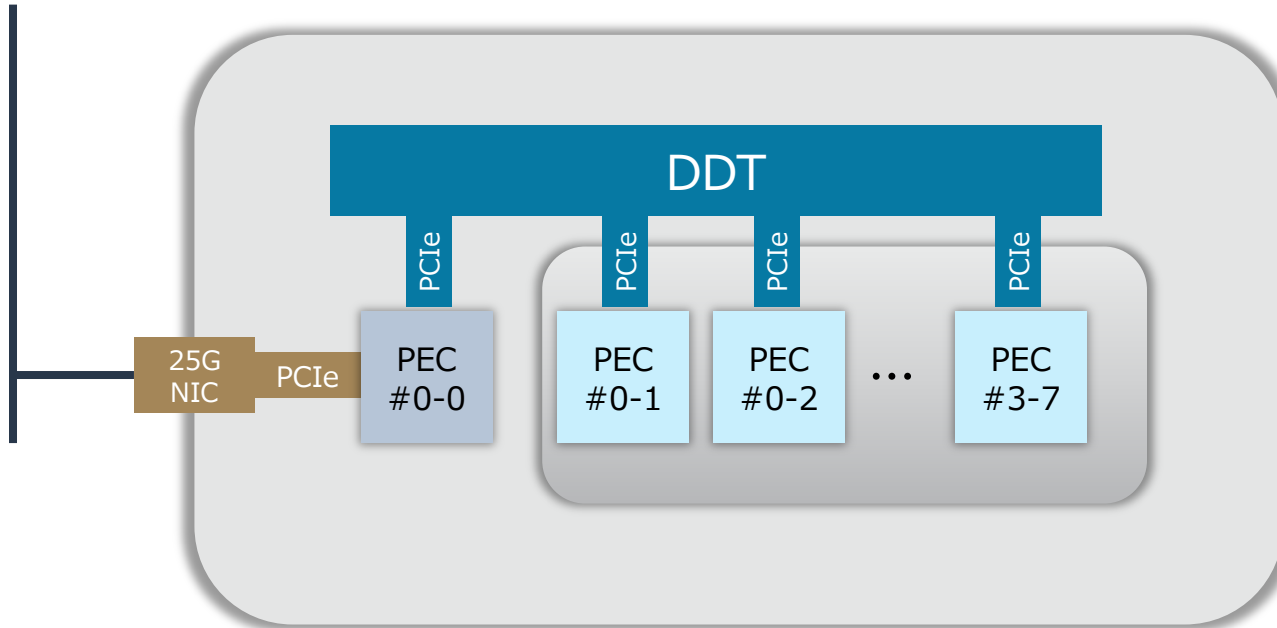 DDT
PCIe
PCIe
PCIe
PCIe
25G
NIC
PCIe
PEC
#0-0
PEC
#0-1
PEC
#0-2
...
PEC
#3-7